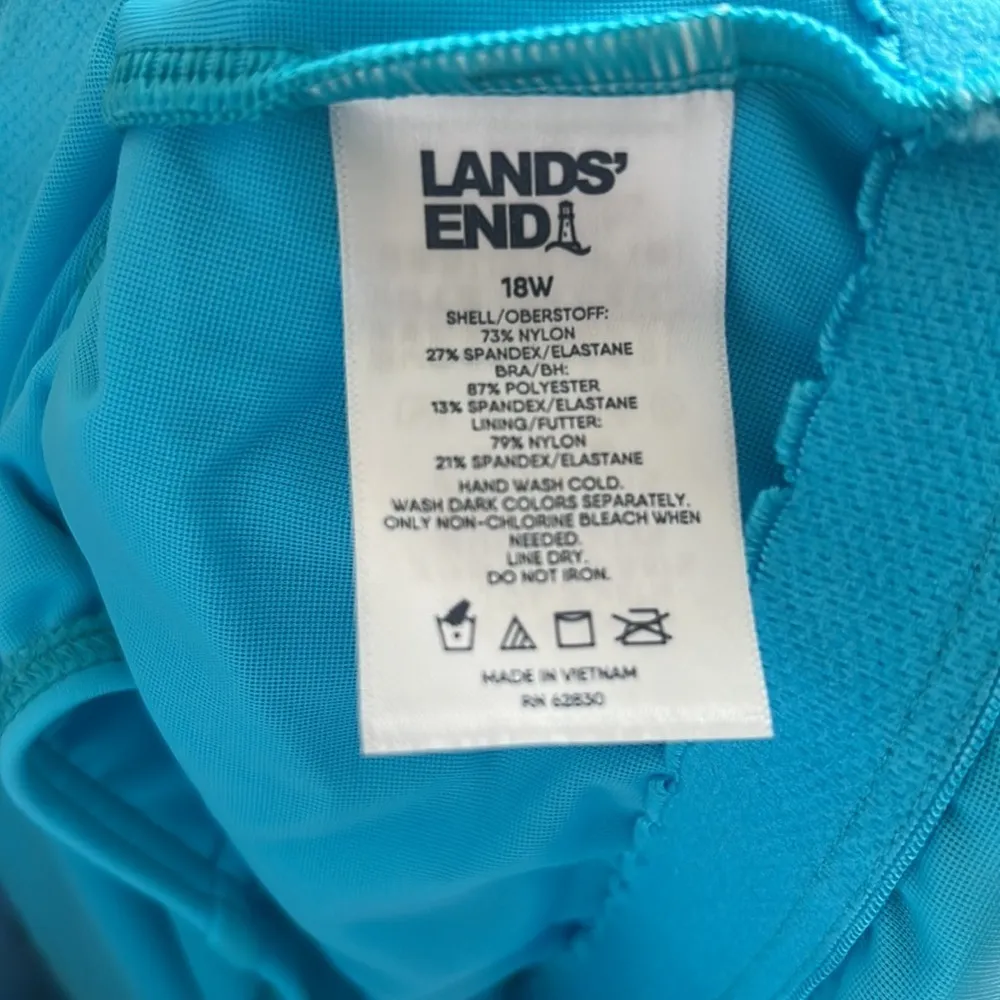 LANDS'
END
18W
SHELL/OBERSTOFF:
73% NYLON
27% SPANDEX/ELASTANE
BRA/BH:
87% POLYESTER
13% SPANDEX/ELASTANE
LINING/FUTTER:
79% NYLON
21% SPANDEX/ELASTANE
HAND WASH COLD.
WASH DARK COLORS SEPARATELY.
ONLY NON-CHLORINE BLEACH WHEN
NEEDED.
LINE DRY.
DO NOT IRON.
MADE IN VIETNAM
RN 62830